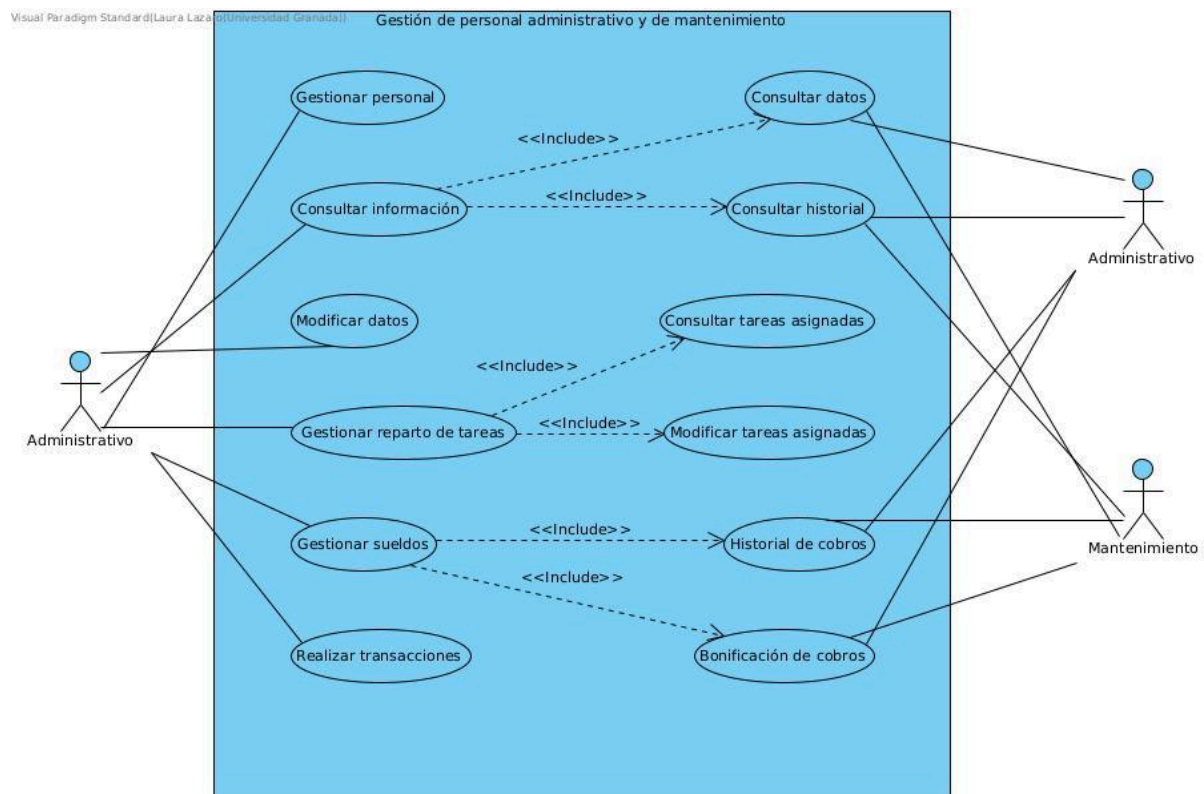 Visual Paradigm Standard(Laura Lazaro(Universidad Granada))
Gestión de personal administrativo y de mantenimiento
Gestionar personal
Consultar datos
<<Include>>
Consultar información
<<Include>>
Consultar historial
Administrativo
Modificar datos
Consultar tareas asignadas
<<Include>>
Administrativo
Gestionar reparto de tareas
<<Include>>
Modificar tareas asignadas
Gestionar sueldos
<<Include>>
Historial de cobros
Mantenimiento
<<Include>>
Realizar transacciones
Bonificación de cobros